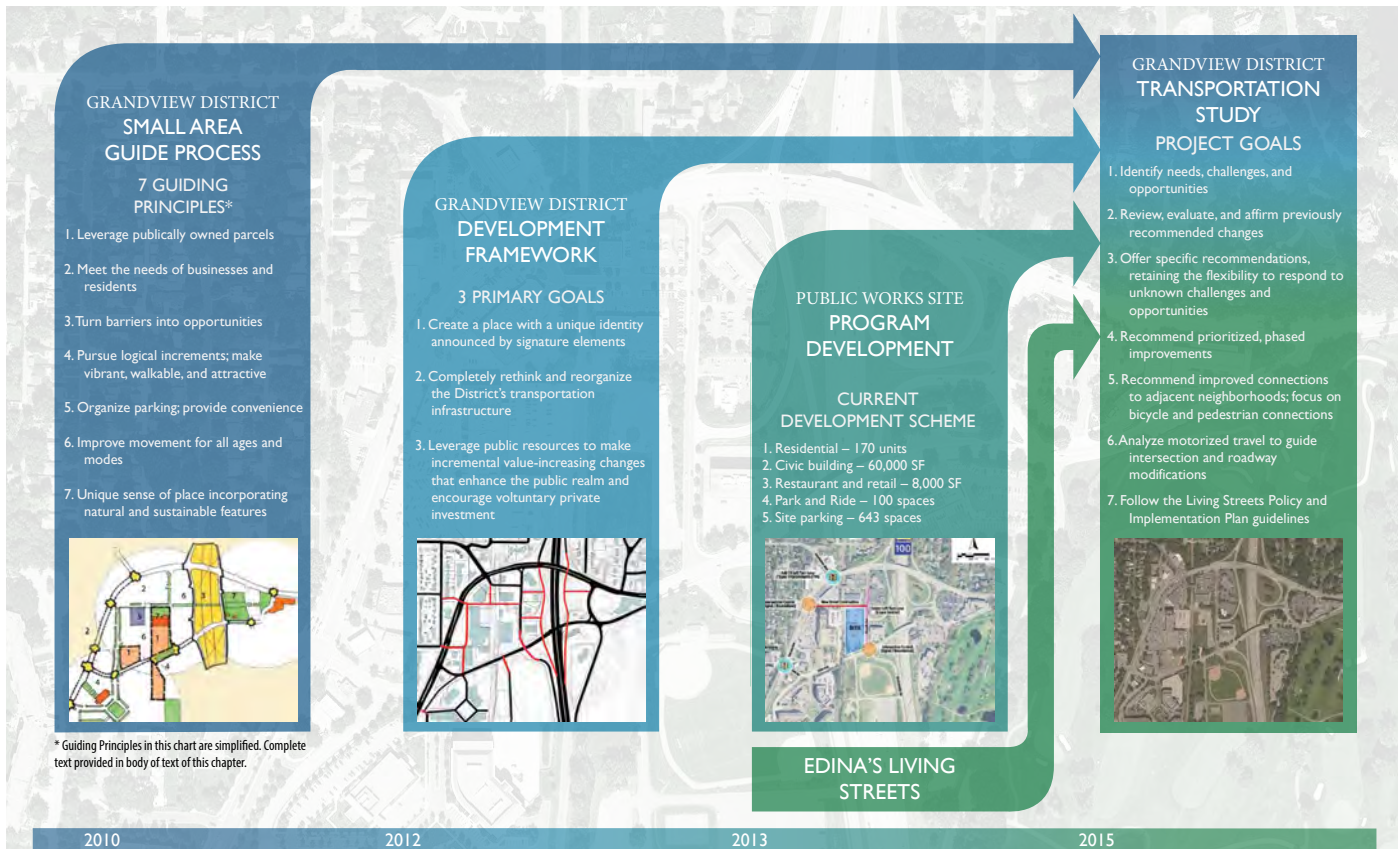 GRANDVIEW DISTRICT
SMALL AREA
GUIDE PROCESS
7 GUIDING
PRINCIPLES*
1. Leverage publically owned parcels
2. Meet the needs of businesses and
residents
3. Turn barriers into opportunities
4. Pursue logical increments; make
vibrant, walkable, and attractive
5. Organize parking; provide convenience
6. Improve movement for all ages and
modes
7. Unique sense of place incorporating
natural and sustainable features
* Guiding Principles in this chart are simplified. Complete
text provided in body of text of this chapter.
GRANDVIEW DISTRICT
DEVELOPMENT
FRAMEWORK
3 PRIMARY GOALS
1. Create a place with a unique identity
announced by signature elements
2. Completely rethink and reorganize
the District's transportation
infrastructure
3. Leverage public resources to make
incremental value-increasing changes
that enhance the public realm and
encourage voluntary private
investment
PUBLIC WORKS SITE
PROGRAM
DEVELOPMENT
CURRENT
DEVELOPMENT SCHEME
1. Residential – 170 units
2. Civic building – 60,000 SF
3. Restaurant and retail – 8,000 SF
4. Park and Ride – 100 spaces
5. Site parking – 643 spaces
100
SITE
EDINA'S LIVING
STREETS
GRANDVIEW DISTRICT
TRANSPORTATION
STUDY
PROJECT GOALS
1. Identify needs, challenges, and
opportunities
2. Review, evaluate, and affirm previously
recommended changes
3. Offer specific recommendations,
retaining the flexibility to respond to
unknown challenges and
opportunities
4. Recommend prioritized, phased
improvements
5. Recommend improved connections
to adjacent neighborhoods; focus on
bicycle and pedestrian connections
6. Analyze motorized travel to guide
intersection and roadway
modifications
7. Follow the Living Streets Policy and
Implementation Plan guidelines
2010
2012
2013
2015